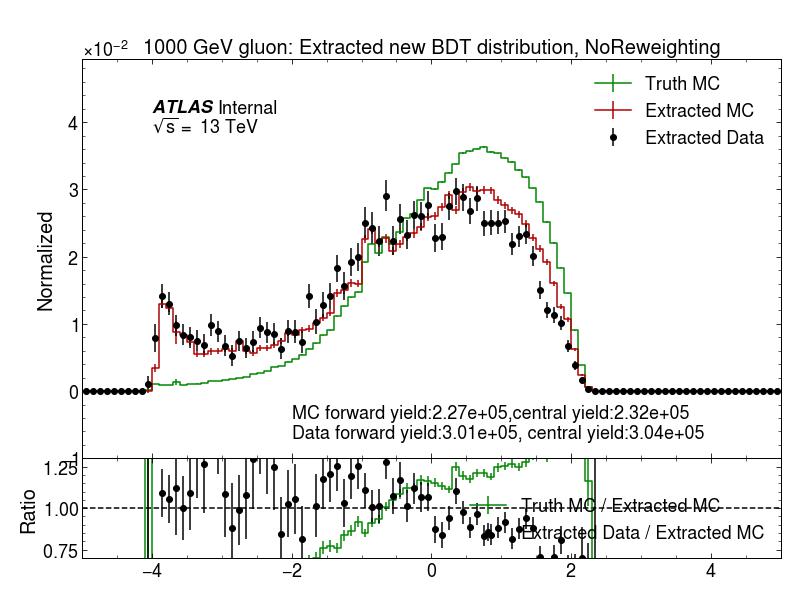 ×10⁻² 1000 GeV gluon: Extracted new BDT distribution, NoReweighting
ATLAS Internal
√s = 13 TeV
Truth MC
Extracted MC
Extracted Data
Normalized
4
3
2
1
0
MC forward yield:2.27e+05,central yield:2.32e+05
Data forward yield:3.01e+05, central yield:3.04e+05
Ratio
1.25
1.00
0.75
Truth MC / Extracted MC
Extracted Data / Extracted MC
−4 −2 0 2 4